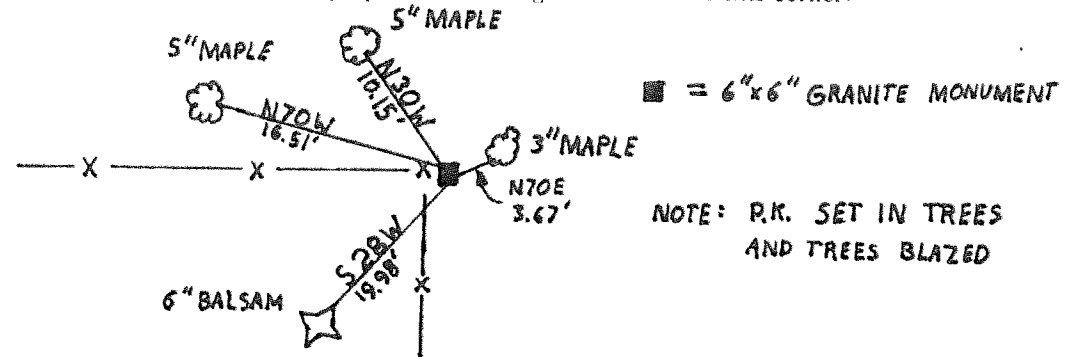 5" MAPLE
5" MAPLE
N30W
10.15'
N70W
16.51'
■ = 6"x6" GRANITE MONUMENT
3" MAPLE
X X X
N70E
3.67'
NOTE: P.K. SET IN TREES
AND TREES BLAZED
S 28W
19.98'
X
6" BALSAM